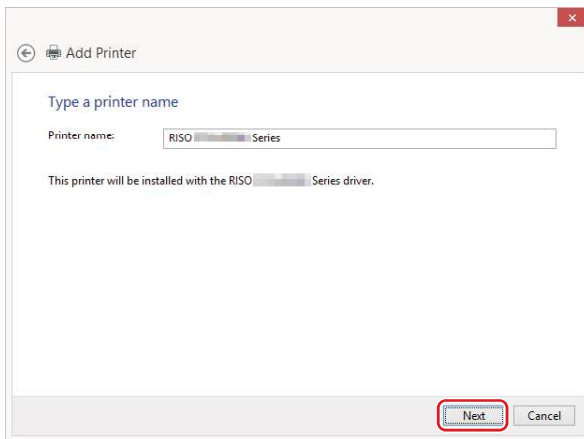 Add Printer
Type a printer name
Printer name: RISO Series
This printer will be installed with the RISO Series driver.
Next Cancel